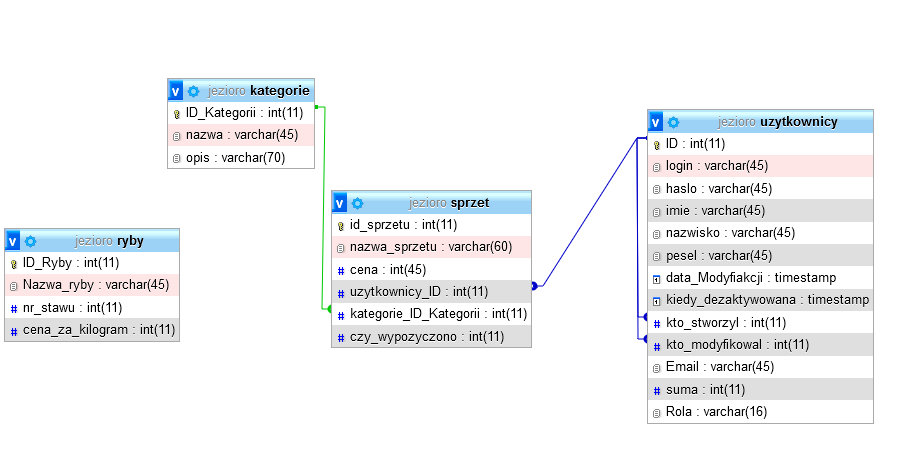 v jezioro kategorie
ID_Kategorii : int(11)
nazwa : varchar(45)
opis : varchar(70)
v jezioro ryby
ID_Ryby : int(11)
Nazwa_ryby : varchar(45)
# nr_stawu : int(11)
# cena_za_kilogram : int(11)
v jezioro sprzet
id_sprzetu : int(11)
nazwa_sprzetu : varchar(60)
# cena : int(45)
# uzytkownicy_ID : int(11)
# kategorie_ID_Kategorii : int(11)
# czy_wypozyczono : int(11)
v jezioro uzytkownicy
ID : int(11)
login : varchar(45)
haslo : varchar(45)
imie : varchar(45)
nazwisko : varchar(45)
pesel : varchar(45)
data_Modyfiakcji : timestamp
kiedy_dezaktywowana : timestamp
# kto_stworzyl : int(11)
# kto_modyfikowal : int(11)
Email : varchar(45)
# suma : int(11)
Rola : varchar(16)